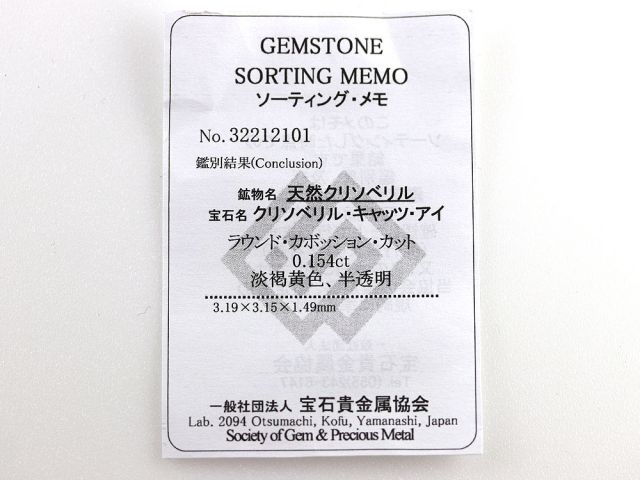 GEMSTONE
SORTING MEMO
ソーティング・メモ
No. 32212101
鑑別結果(Conclusion)
鉱物名 天然クリソベリル
宝石名 クリソベリル・キャッツ・アイ
ラウンド・カボッション・カット
0.154ct
淡褐黄色、半透明
3.19×3.15×1.49mm
一般社団法人 宝石貴金属協会
Lab. 2094 Otsumachi, Kofu, Yamanashi, Japan
Society of Gem & Precious Metal